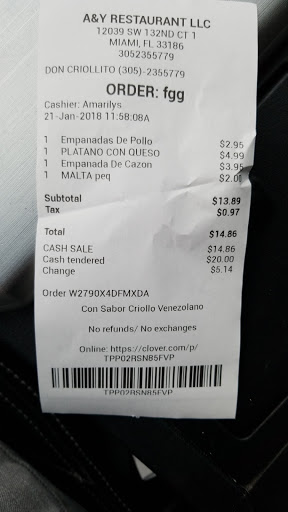 A&Y RESTAURANT LLC
12039 SW 132ND CT 1
MIAMI, FL 33186
3052355779
DON CRIOLLITO (305)-2355779
ORDER: fgg
Cashier: Amarilys
21-Jan-2018 11:58:08A
1 Empanadas De Pollo $2.95
1 PLATANO CON QUESO $4.99
1 Empanada De Cazon $3.95
1 MALTA peq $2.00
Subtotal $13.89
Tax $0.97
Total $14.86
CASH SALE $14.86
Cash tendered $20.00
Change $5.14
Order W2790X4DFMXDA
Con Sabor Criollo Venezolano
No refunds/ No exchanges
Online: https://clover.com/p/
TPP02RSN85FVP
TPP02RSN85FVP